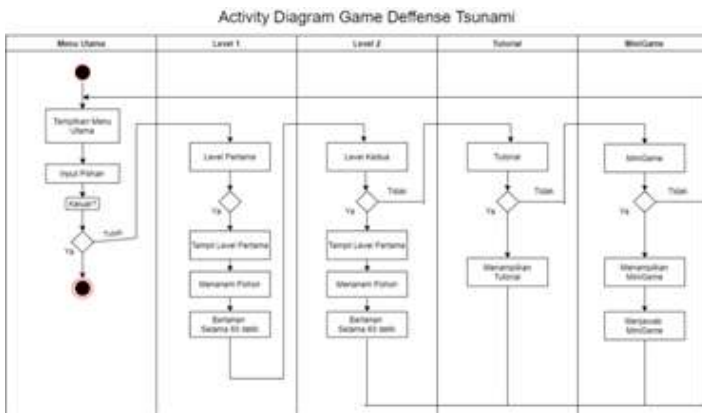 Activity Diagram Game Deffense Tsunami
Menu Utama
Level 1
Level 2
Tutorial
MiniGame
Tampilkan Menu
Utama
Input Pilihan
Keluar?
Tidak
Ya
Level Pertama
Ya
Tampil Level Pertama
Menanam Pohon
Bertahan
Selama 60 detik
Level Kedua
Tidak
Ya
Tampil Level Pertama
Menanam Pohon
Bertahan
Selama 60 detik
Tutorial
Tidak
Ya
Menampilkan
Tutorial
MiniGame
Tidak
Ya
Menampilkan
MiniGame
Menjawab
MiniGame